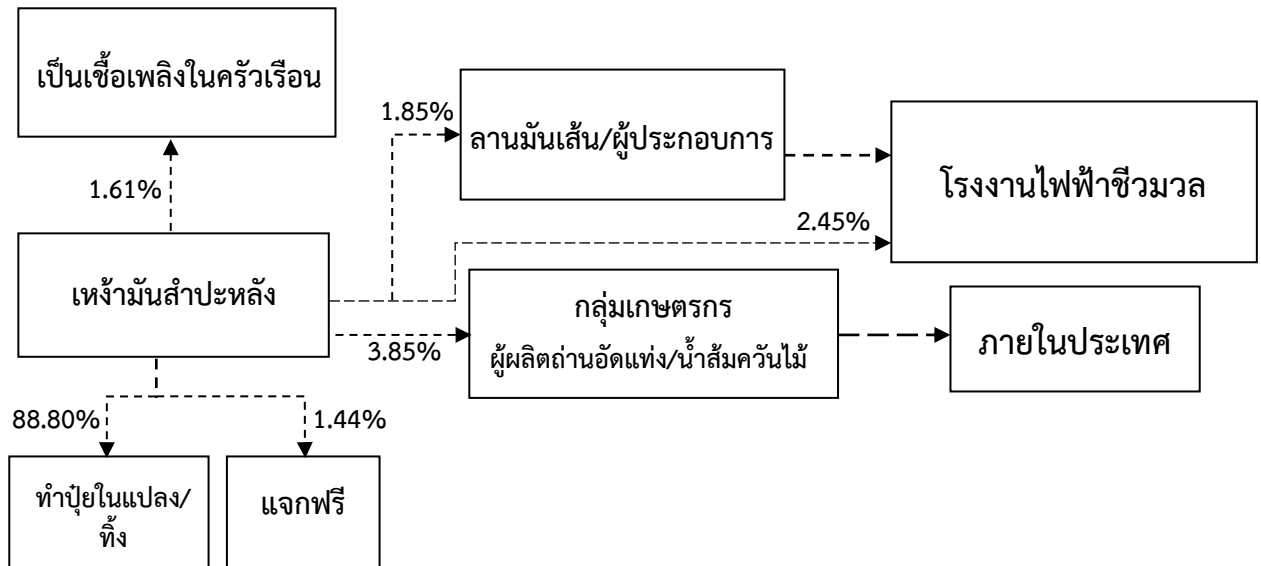 เป็นเชื้อเพลิงในครัวเรือน
1.85%
ลานมันเส้น/ผู้ประกอบการ
โรงงานไฟฟ้าชีวมวล
1.61%
2.45%
เหง้ามันสำปะหลัง
กลุ่มเกษตรกร
ผู้ผลิตถ่านอัดแท่ง/น้ำส้มควันไม้
3.85%
ภายในประเทศ
88.80%
1.44%
ทำปุ๋ยในแปลง/
ทิ้ง
แจกฟรี